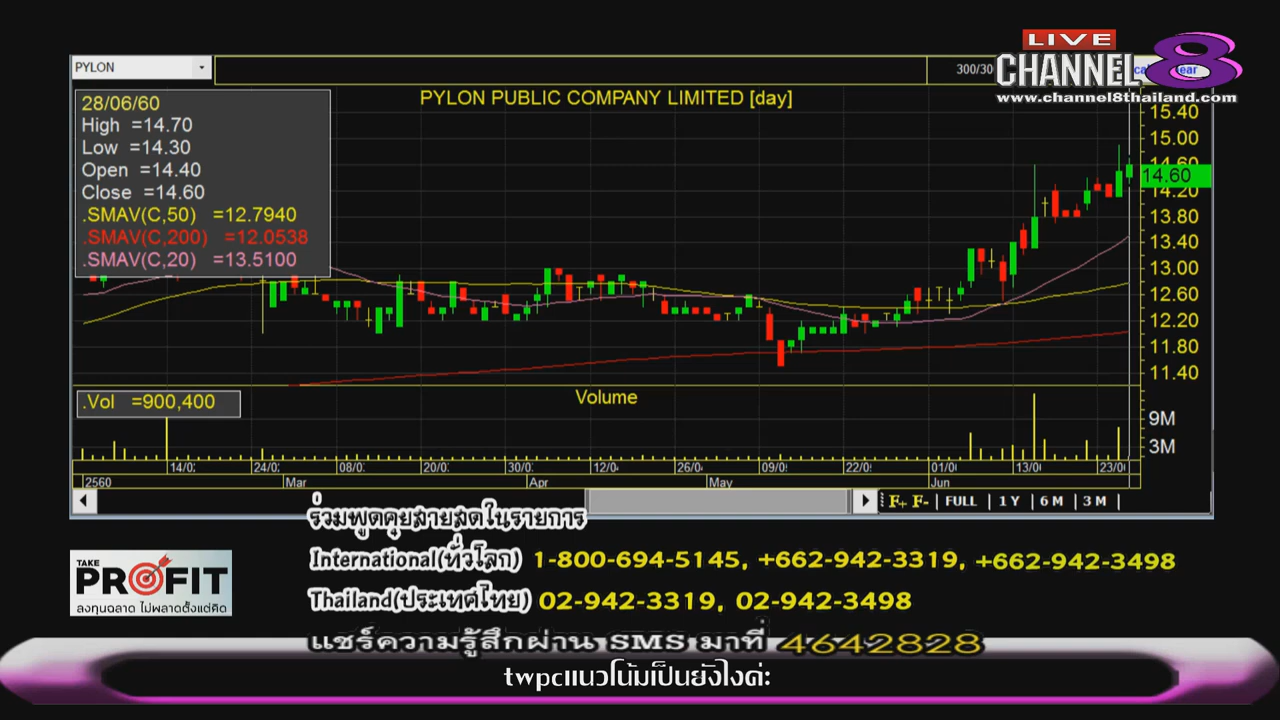 LIVE
CHANNEL 8
www.channel8thailand.com
PYLON
300/30
PYLON PUBLIC COMPANY LIMITED [day]
28/06/60
High =14.70
Low =14.30
Open =14.40
Close =14.60
.SMAV(C,50) =12.7940
.SMAV(C,200) =12.0538
.SMAV(C,20) =13.5100
15.40
15.00
14.60
14.60
14.20
13.80
13.40
13.00
12.60
12.20
11.80
11.40
.Vol =900,400
Volume
9M
3M
14/0 24/0 08/0 20/0 30/0 12/0 26/0 09/0 22/0 01/0 13/0 23/0
2560 Mar Apr May Jun
F+ F- | FULL | 1 Y | 6 M | 3 M |
ร่วมพูดคุยสายสดในรายการ
International(ทั่วโลก) 1-800-694-5145, +662-942-3319, +662-942-3498
Thailand(ประเทศไทย) 02-942-3319, 02-942-3498
TAKE
PROFIT
ลงทุนฉลาด ไม่พลาดตั้งแต่คิด
แชร์ความรู้สึกผ่าน SMS มาที่ 4642828
twpcแนวโน้มเป็นยังไงค่ะ